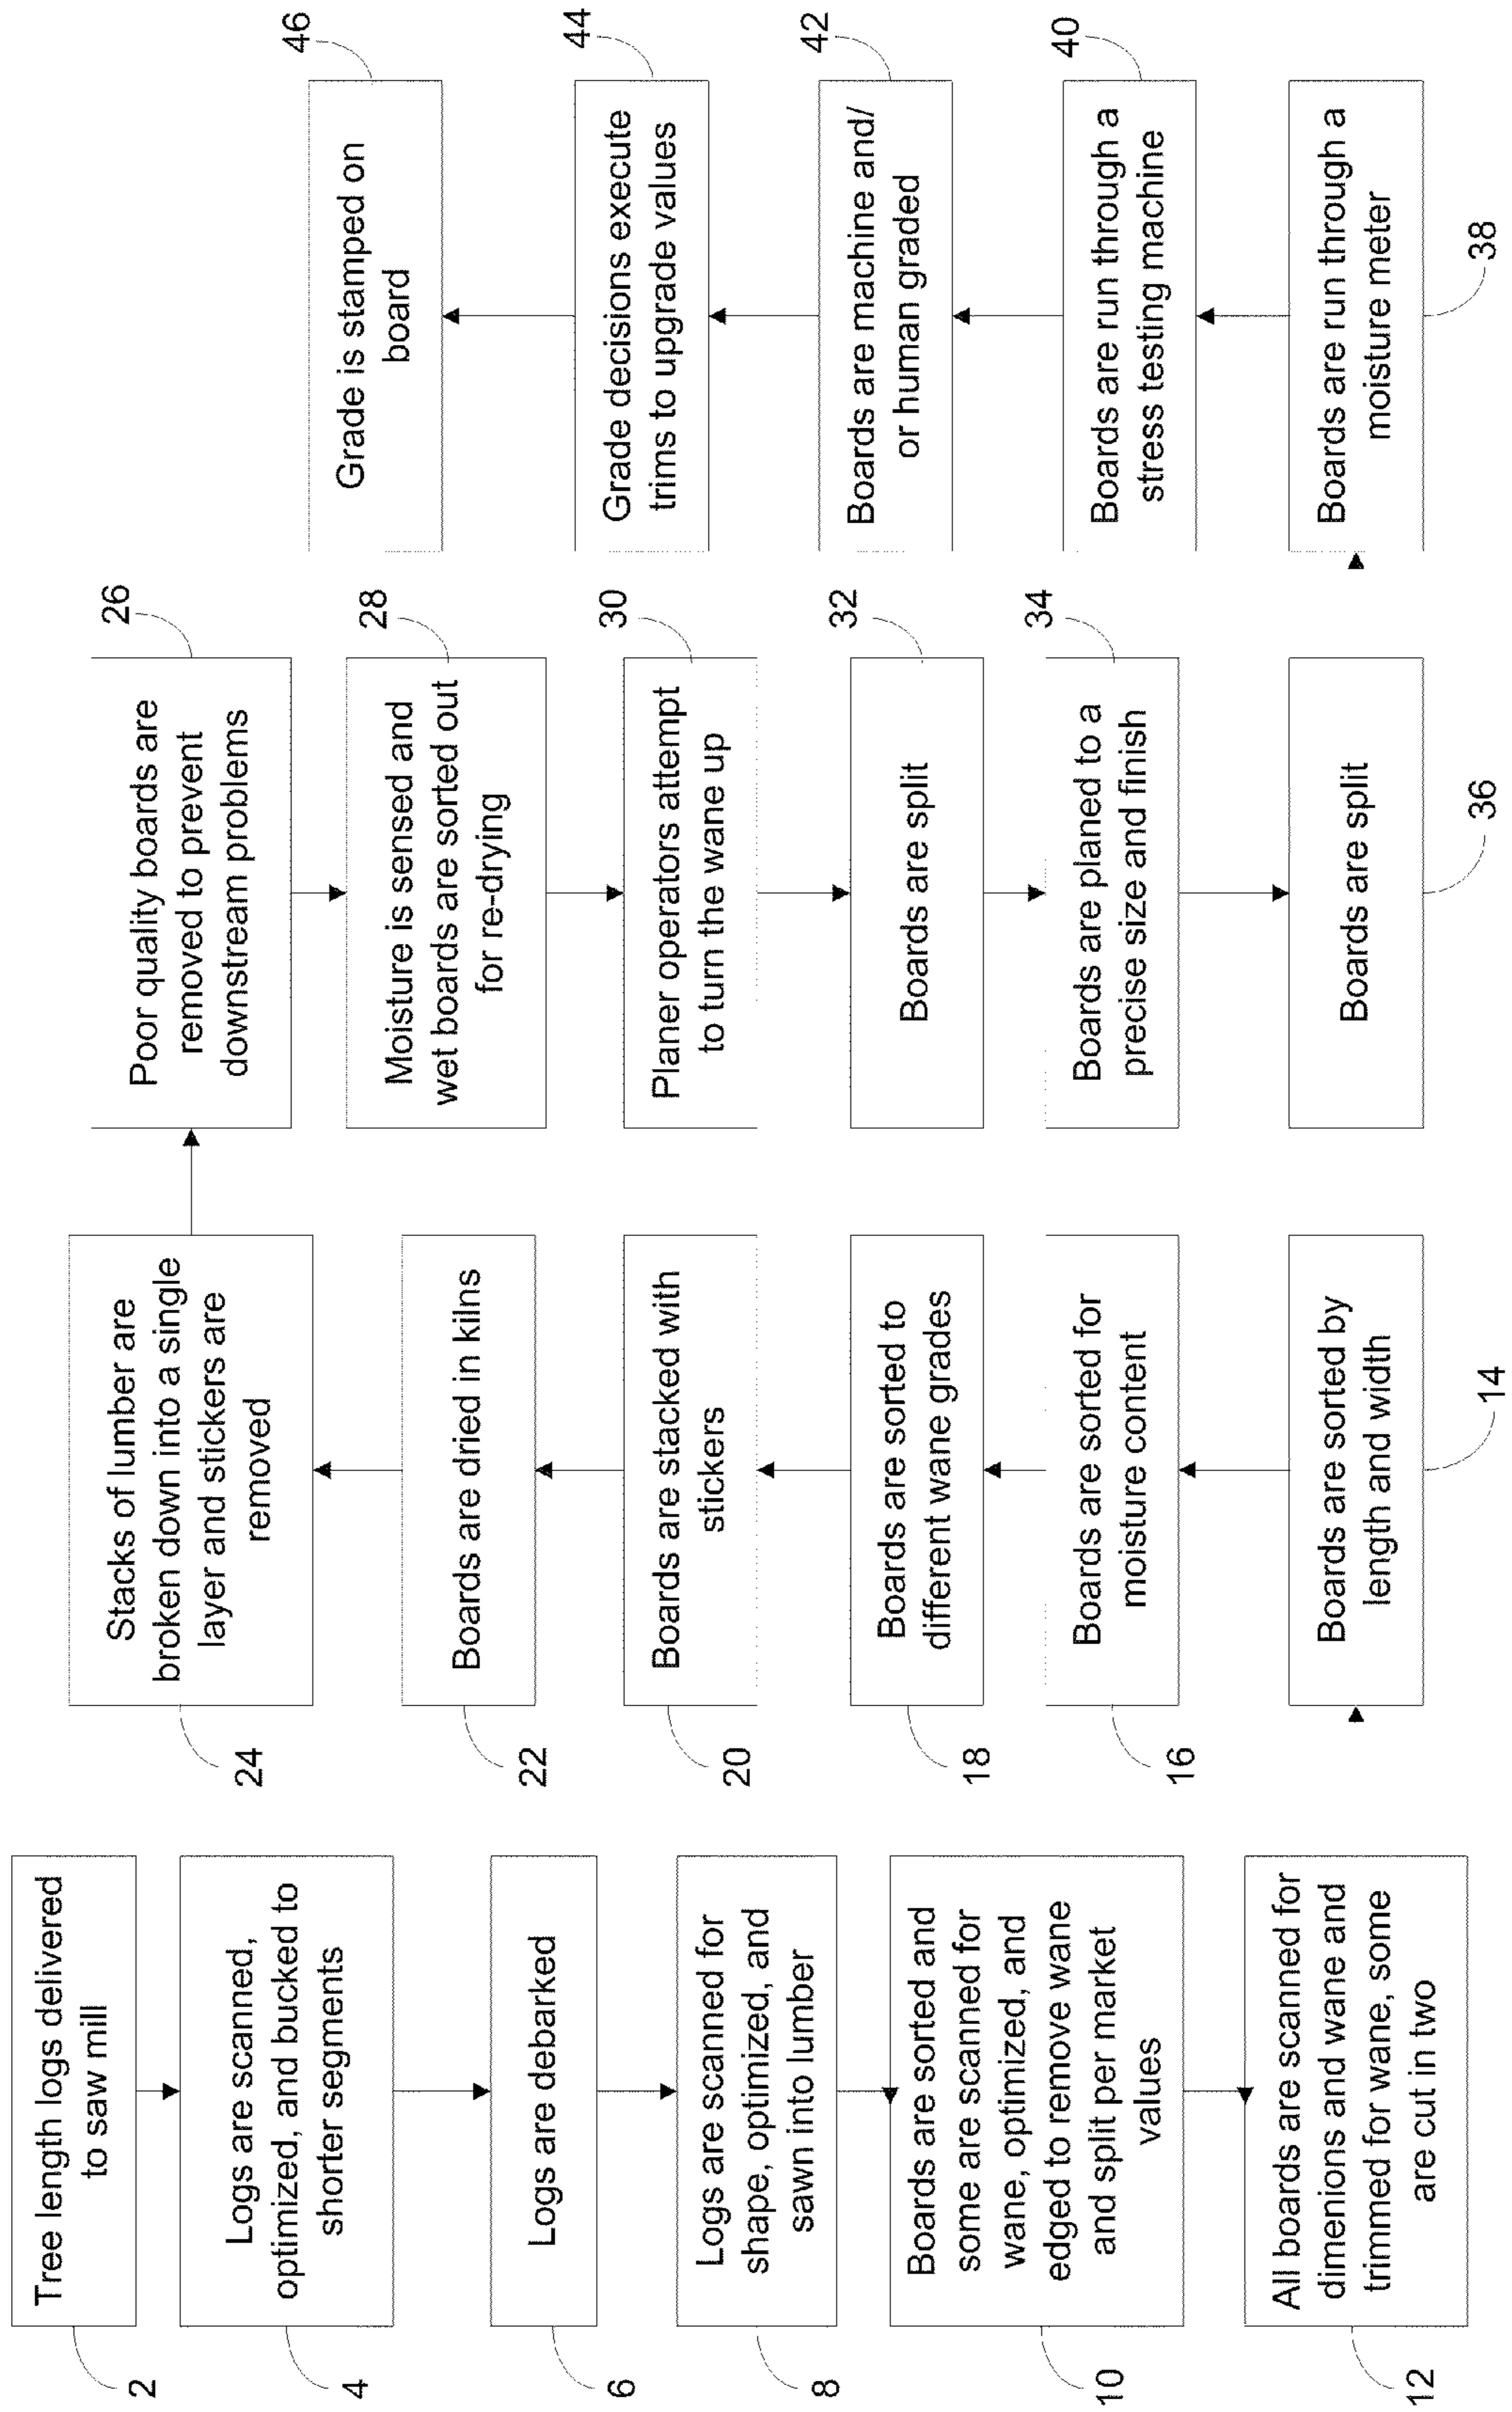 Tree length logs delivered
to saw mill
2
Logs are scanned,
optimized, and bucked to
shorter segments
4
Logs are debarked
6
Logs are scanned for
shape, optimized, and
sawn into lumber
8
Boards are sorted and
some are scanned for
wane, optimized, and
edged to remove wane
and split per market
values
10
All boards are scanned for
dimenions and wane and
trimmed for wane, some
are cut in two
12
Boards are sorted by
length and width
14
Boards are sorted for
moisture content
16
Boards are sorted to
different wane grades
18
Boards are stacked with
stickers
20
Boards are dried in kilns
22
Stacks of lumber are
broken down into a single
layer and stickers are
removed
24
Poor quality boards are
removed to prevent
downstream problems
26
Moisture is sensed and
wet boards are sorted out
for re-drying
28
Planer operators attempt
to turn the wane up
30
Boards are split
32
Boards are planed to a
precise size and finish
34
Boards are split
36
Boards are run through a
moisture meter
38
Boards are run through a
stress testing machine
40
Boards are machine and/
or human graded
42
Grade decisions execute
trims to upgrade values
44
Grade is stamped on
board
46